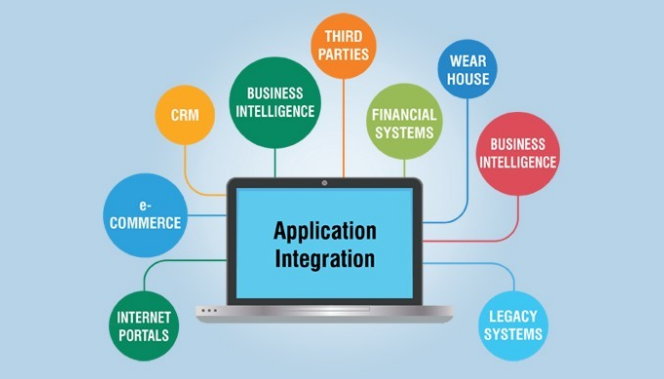 THIRD
PARTIES
WEAR
HOUSE
BUSINESS
INTELLIGENCE
CRM
FINANCIAL
SYSTEMS
BUSINESS
INTELLIGENCE
e-
COMMERCE
Application
Integration
INTERNET
PORTALS
LEGACY
SYSTEMS